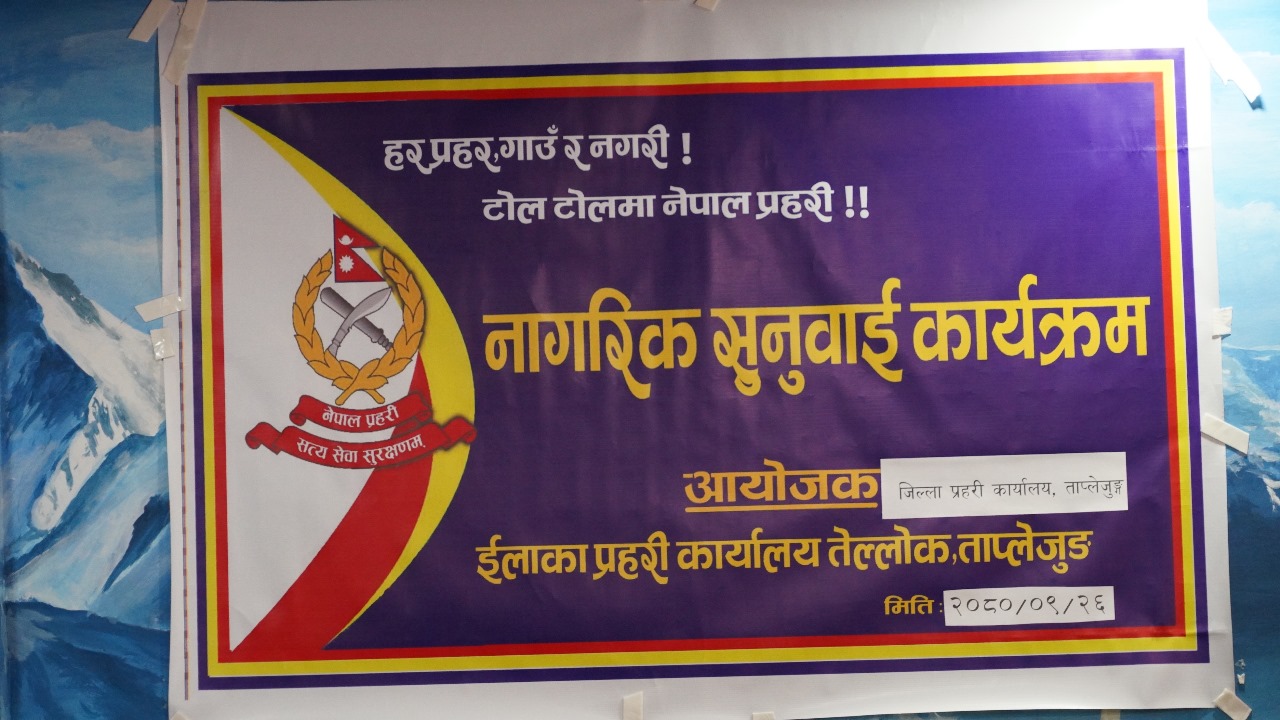 हर प्रहर,गाउँ र नगरी !
टोल टोलमा नेपाल प्रहरी !!
नागरिक सुनुवाई कार्यक्रम
नेपाल प्रहरी
सत्य सेवा सुरक्षणम्
आयोजक जिल्ला प्रहरी कार्यालय, ताप्लेजुङ्ग
ईलाका प्रहरी कार्यालय तेल्लोक,ताप्लेजुङ
मिति : २०८०/०९/२६